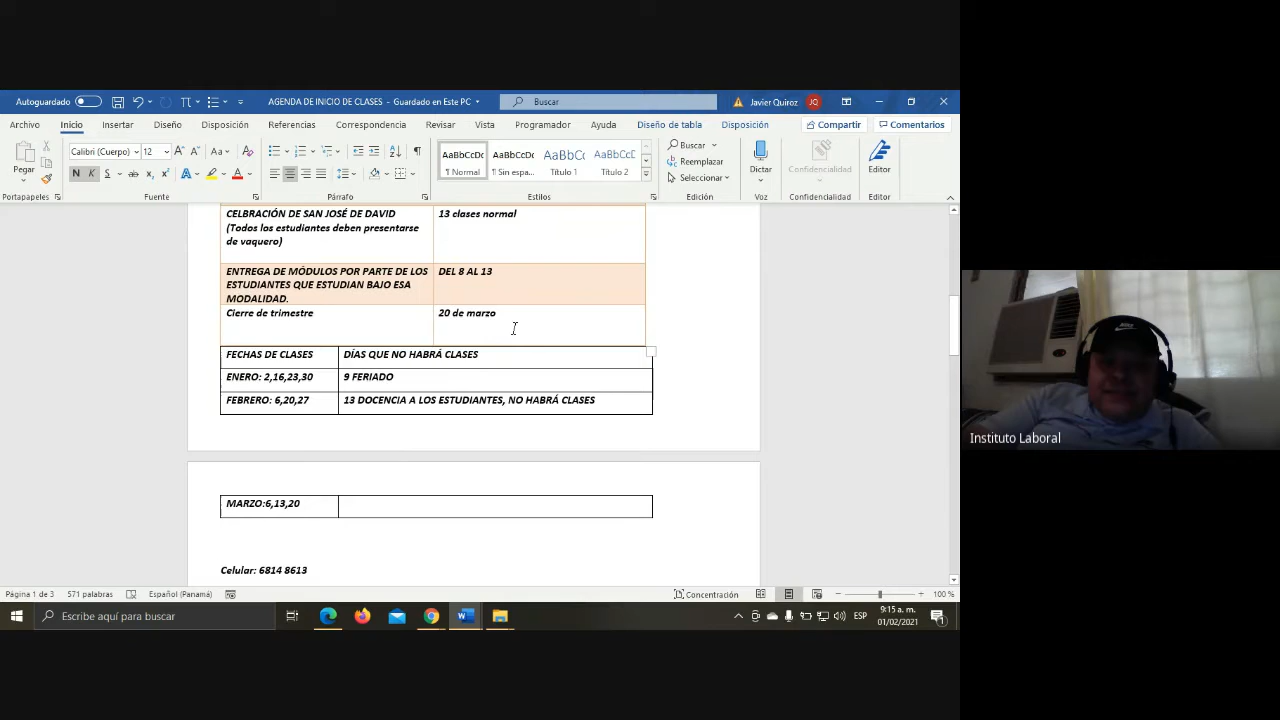 Autoguardado
AGENDA DE INICIO DE CLASES - Guardado en Este PC
Buscar
Javier Quiroz
JQ
Archivo Inicio Insertar Diseño Disposición Referencias Correspondencia Revisar Vista Programador Ayuda Diseño de tabla Disposición
Compartir Comentarios
Pegar
Calibri (Cuerpo) 12
N K S
AaBbCcDc AaBbCcDc AaBbCc AaBbCcC
¶ Normal ¶ Sin espa... Título 1 Título 2
Buscar
Reemplazar
Seleccionar
Dictar
Confidencialidad
Editor
Portapapeles Fuente Párrafo Estilos Edición Voz Confidencialidad Editor
CELBRACIÓN DE SAN JOSÉ DE DAVID
(Todos los estudiantes deben presentarse
de vaquero)
13 clases normal
ENTREGA DE MÓDULOS POR PARTE DE LOS
ESTUDIANTES QUE ESTUDIAN BAJO ESA
MODALIDAD.
DEL 8 AL 13
Cierre de trimestre
20 de marzo
FECHAS DE CLASES DÍAS QUE NO HABRÁ CLASES
ENERO: 2,16,23,30 9 FERIADO
FEBRERO: 6,20,27 13 DOCENCIA A LOS ESTUDIANTES, NO HABRÁ CLASES
MARZO:6,13,20
Celular: 6814 8613
Instituto Laboral
Página 1 de 3 571 palabras Español (Panamá) Concentración 100 %
Escribe aquí para buscar
ESP
9:15 a. m.
01/02/2021